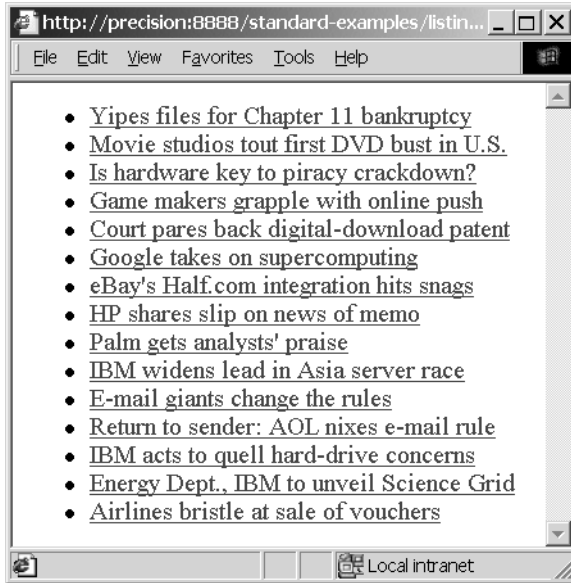 http://precision:8888/standard-examples/listin...
File Edit View Favorites Tools Help
Yipes files for Chapter 11 bankruptcy
Movie studios tout first DVD bust in U.S.
Is hardware key to piracy crackdown?
Game makers grapple with online push
Court pares back digital-download patent
Google takes on supercomputing
eBay's Half.com integration hits snags
HP shares slip on news of memo
Palm gets analysts' praise
IBM widens lead in Asia server race
E-mail giants change the rules
Return to sender: AOL nixes e-mail rule
IBM acts to quell hard-drive concerns
Energy Dept., IBM to unveil Science Grid
Airlines bristle at sale of vouchers
Local intranet